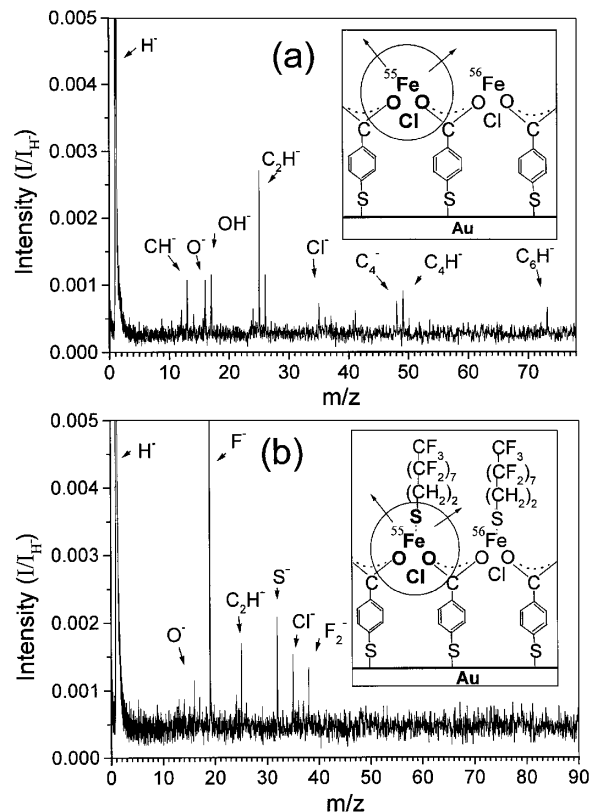 0.005
0.004
0.003
0.002
0.001
0.000
Intensity (I/I_H⁻)
H⁻
(a)
CH⁻
O⁻
OH⁻
C₂H⁻
Cl⁻
C₄⁻
C₄H⁻
C₆H⁻
⁵⁵Fe ⁵⁶Fe
O O O O
Cl Cl
C C C
S S S
Au
0 10 20 30 40 50 60 70
m/z
0.005
0.004
0.003
0.002
0.001
0.000
Intensity (I/I_H⁻)
H⁻
F⁻
(b)
O⁻
C₂H⁻
S⁻
Cl⁻
F₂⁻
CF₃ CF₃
(CF₂)₇ (CF₂)₇
(CH₂)₂ (CH₂)₂
S S
⁵⁵Fe ⁵⁶Fe
O O O O
Cl Cl
C C C
S S S
Au
0 10 20 30 40 50 60 70 80 90
m/z